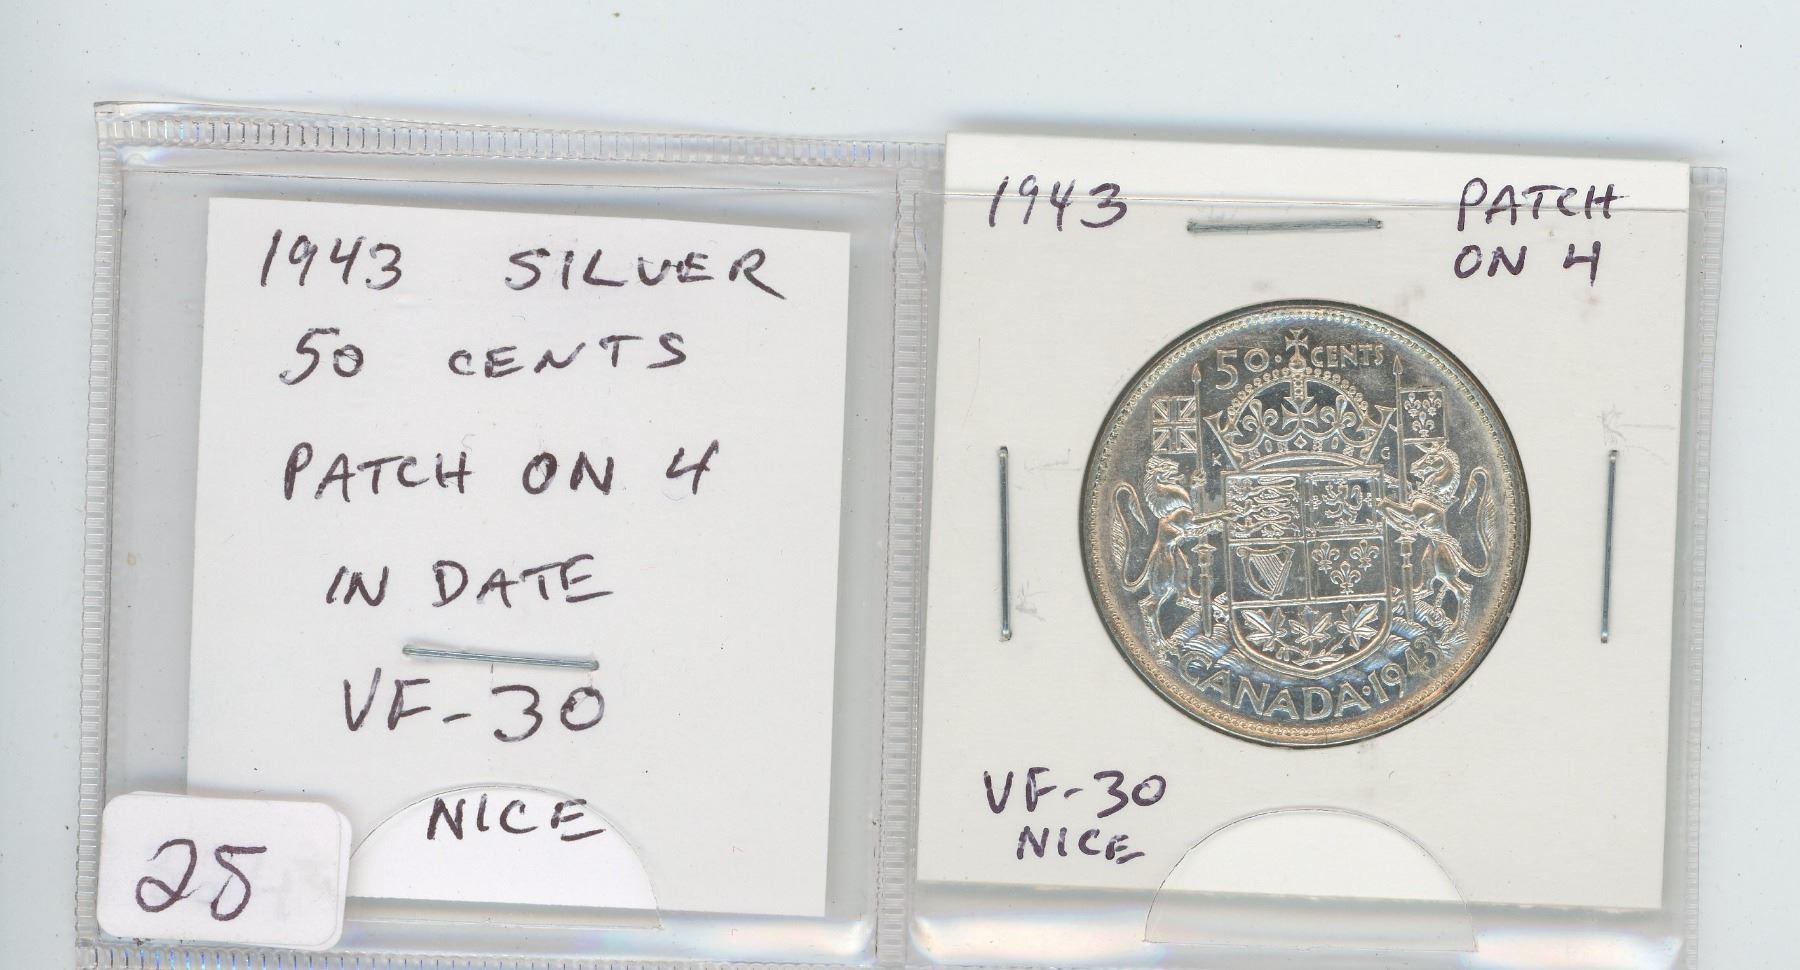 1943 SILVER
50 CENTS
PATCH ON 4
IN DATE
VF-30
NICE
25
1943
PATCH
ON 4
50 · CENTS
K G
CANADA · 1943
VF-30
NICE